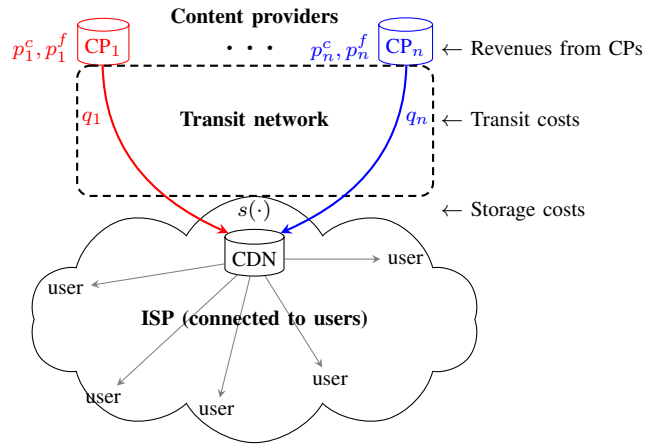 Content providers
p_1^c, p_1^f CP_1 · · · p_n^c, p_n^f CP_n ← Revenues from CPs
q_1 Transit network q_n ← Transit costs
s(·) ← Storage costs
CDN
user
user
ISP (connected to users)
user
user
user